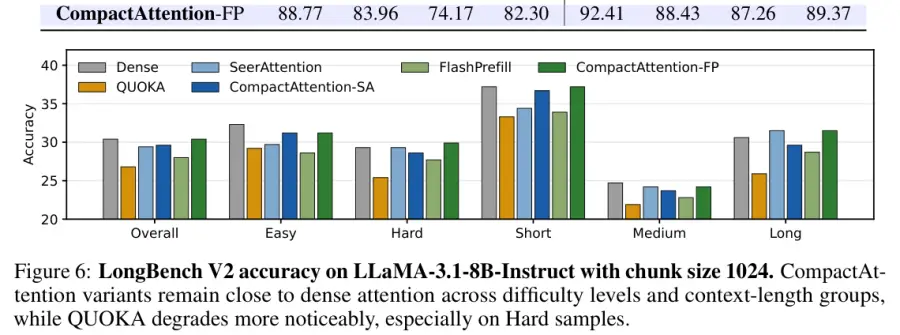 CompactAttention-FP 88.77 83.96 74.17 82.30 92.41 88.43 87.26 89.37
Dense SeerAttention FlashPrefill CompactAttention-FP
QUOKA CompactAttention-SA
40
35
30
25
20
Accuracy
Overall Easy Hard Short Medium Long
Figure 6: LongBench V2 accuracy on LLaMA-3.1-8B-Instruct with chunk size 1024. CompactAt-
tention variants remain close to dense attention across difficulty levels and context-length groups,
while QUOKA degrades more noticeably, especially on Hard samples.